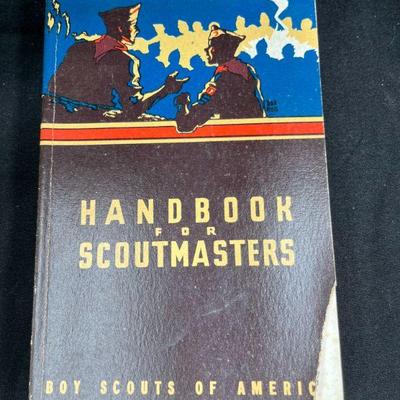 HANDBOOK
FOR
SCOUTMASTERS
BOY SCOUTS OF AMERIC